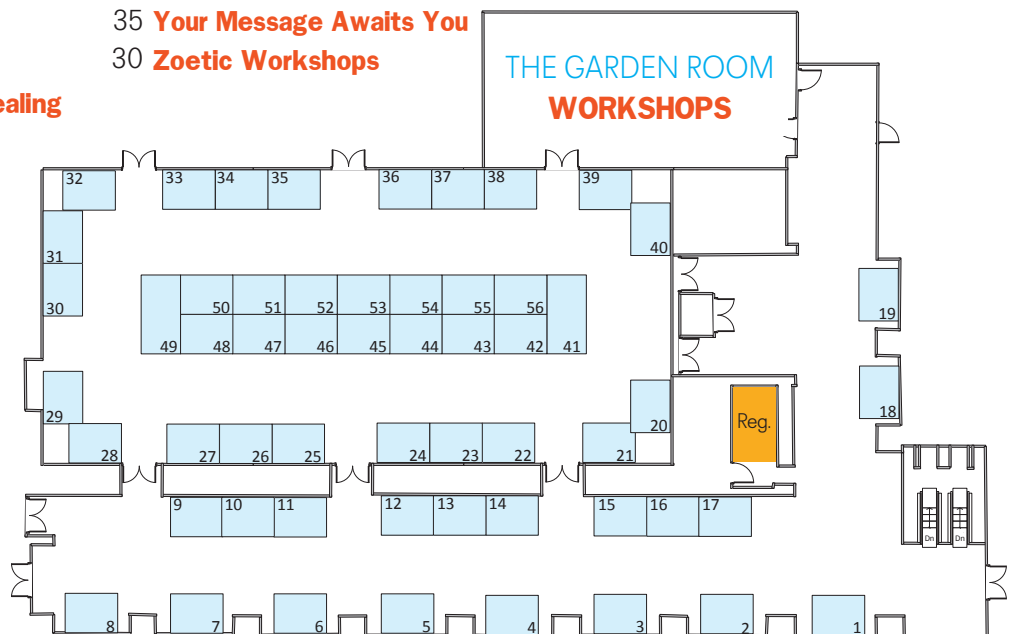 35 Your Message Awaits You
30 Zoetic Workshops
ealing
THE GARDEN ROOM
WORKSHOPS
32
33 34 35
36 37 38
39
31
40
30
50 51 52 53 54 55 56
49 48 47 46 45 44 43 42 41
19
29
20
18
Reg.
28
27 26 25
24 23 22
21
9 10 11
12 13 14
15 16 17
Dn Dn
8 7 6 5 4 3 2 1